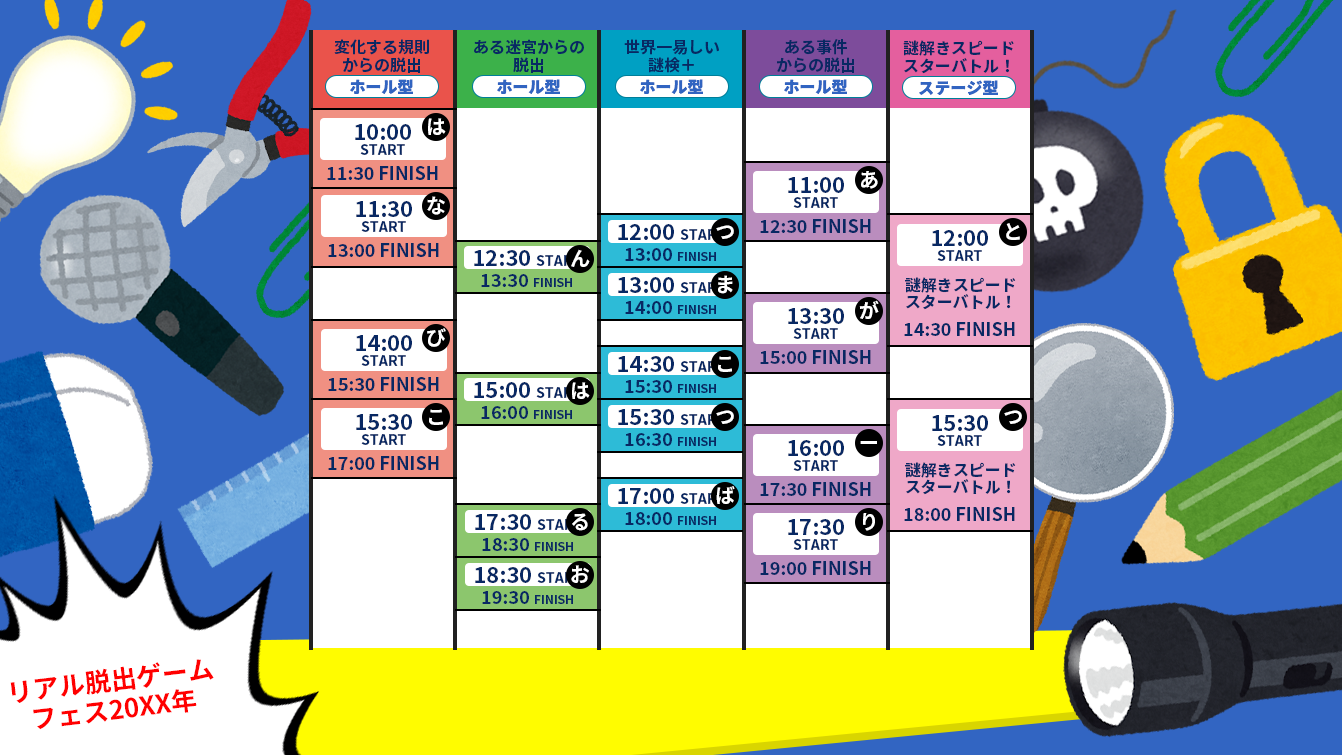 変化する規則
からの脱出
ホール型
10:00
は
START
11:30 FINISH
11:30
な
START
13:00 FINISH
14:00
び
START
15:30 FINISH
15:30
こ
START
17:00 FINISH
ある迷宮からの
脱出
ホール型
12:30 STA
ん
13:30 FINISH
15:00 STA
は
16:00 FINISH
17:30 STA
る
18:30 FINISH
18:30 STA
お
19:30 FINISH
世界一易しい
謎検＋
ホール型
12:00 STA
つ
13:00 FINISH
13:00 STA
ま
14:00 FINISH
14:30 STA
こ
15:30 FINISH
15:30 STA
つ
16:30 FINISH
17:00 STA
ば
18:00 FINISH
ある事件
からの脱出
ホール型
11:00
あ
START
12:30 FINISH
13:30
が
START
15:00 FINISH
16:00
ー
START
17:30 FINISH
17:30
り
START
19:00 FINISH
謎解きスピード
スターバトル！
ステージ型
12:00
と
START
謎解きスピード
スターバトル！
14:30 FINISH
15:30
つ
START
謎解きスピード
スターバトル！
18:00 FINISH
リアル脱出ゲーム
フェス20XX年